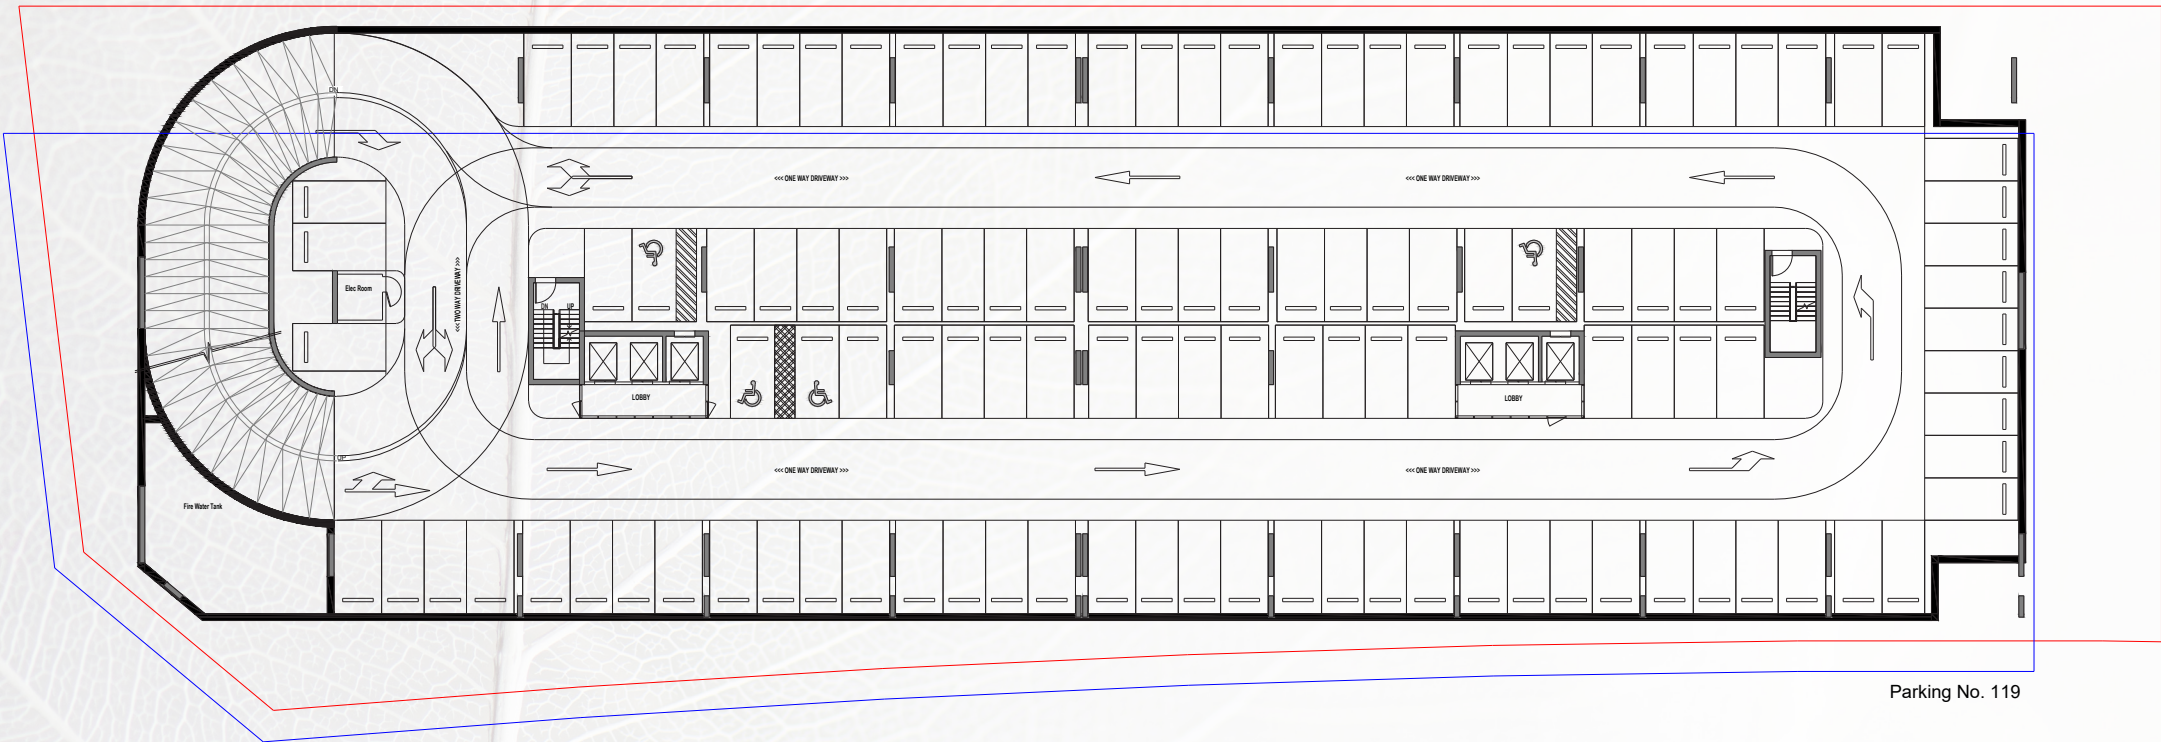 DN
<<< ONE WAY DRIVEWAY >>>
<<< ONE WAY DRIVEWAY >>>
<<< TWO WAY DRIVEWAY >>>
Elec Room
DN
UP
LOBBY
LOBBY
UP
<<< ONE WAY DRIVEWAY >>>
<<< ONE WAY DRIVEWAY >>>
Fire Water Tank
Parking No. 119